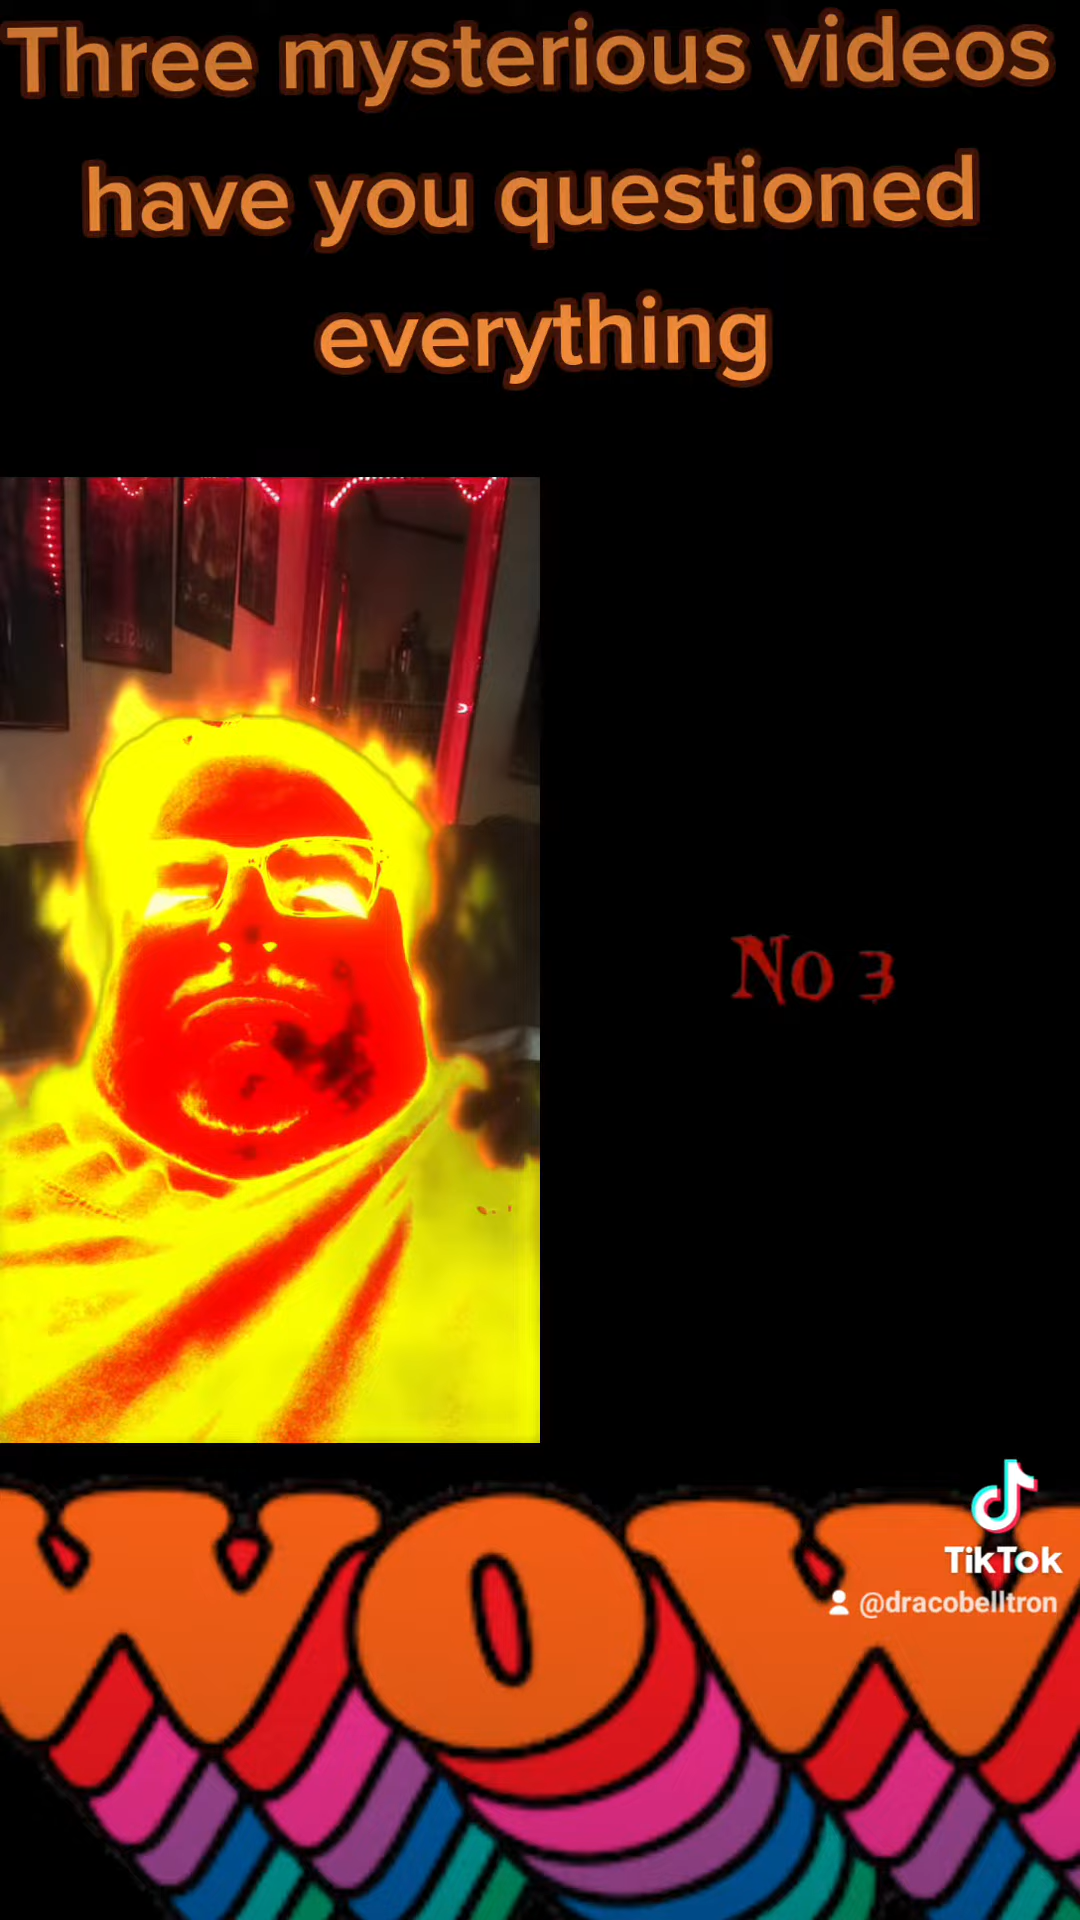 Three mysterious videos
have you questioned
everything
No 3
WOW
TikTok
@dracobelltron